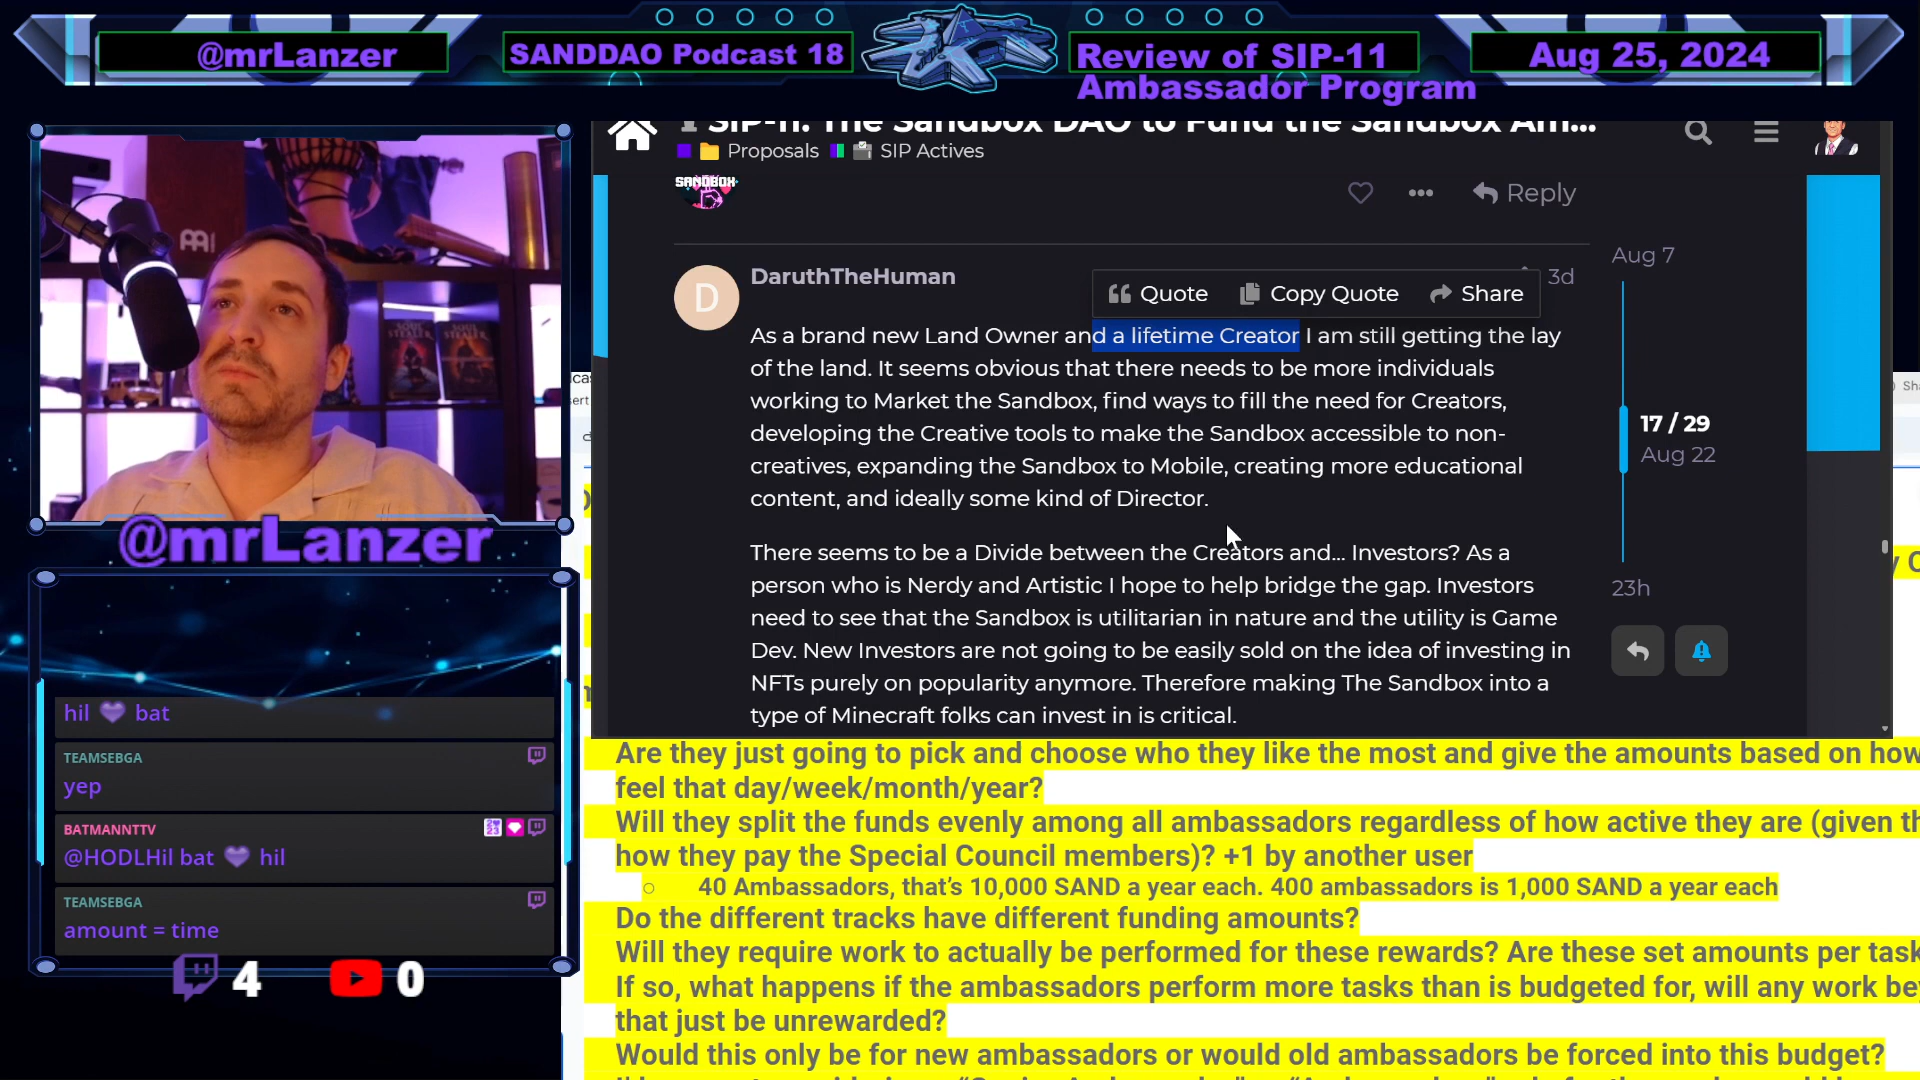 @mrLanzer
SANDDAO Podcast 18
Review of SIP-11
Ambassador Program
Aug 25, 2024
SIP-11: The Sandbox DAO to Fund the Sandbox Am...
Proposals
SIP Actives
SANDBOX
Reply
D
DaruthTheHuman
3d
Quote
Copy Quote
Share
As a brand new Land Owner and a lifetime Creator I am still getting the lay
of the land. It seems obvious that there needs to be more individuals
working to Market the Sandbox, find ways to fill the need for Creators,
developing the Creative tools to make the Sandbox accessible to non-
creatives, expanding the Sandbox to Mobile, creating more educational
content, and ideally some kind of Director.
There seems to be a Divide between the Creators and... Investors? As a
person who is Nerdy and Artistic I hope to help bridge the gap. Investors
need to see that the Sandbox is utilitarian in nature and the utility is Game
Dev. New Investors are not going to be easily sold on the idea of investing in
NFTs purely on popularity anymore. Therefore making The Sandbox into a
type of Minecraft folks can invest in is critical.
Aug 7
17 / 29
Aug 22
23h
Are they just going to pick and choose who they like the most and give the amounts based on how
feel that day/week/month/year?
Will they split the funds evenly among all ambassadors regardless of how active they are (given th
how they pay the Special Council members)? +1 by another user
40 Ambassadors, that's 10,000 SAND a year each. 400 ambassadors is 1,000 SAND a year each
Do the different tracks have different funding amounts?
Will they require work to actually be performed for these rewards? Are these set amounts per task
If so, what happens if the ambassadors perform more tasks than is budgeted for, will any work bey
that just be unrewarded?
Would this only be for new ambassadors or would old ambassadors be forced into this budget?
@mrLanzer
hil 💜 bat
TEAMSEBGA
yep
BATMANNTTV
@HODLHil bat 💜 hil
TEAMSEBGA
amount = time
4
0